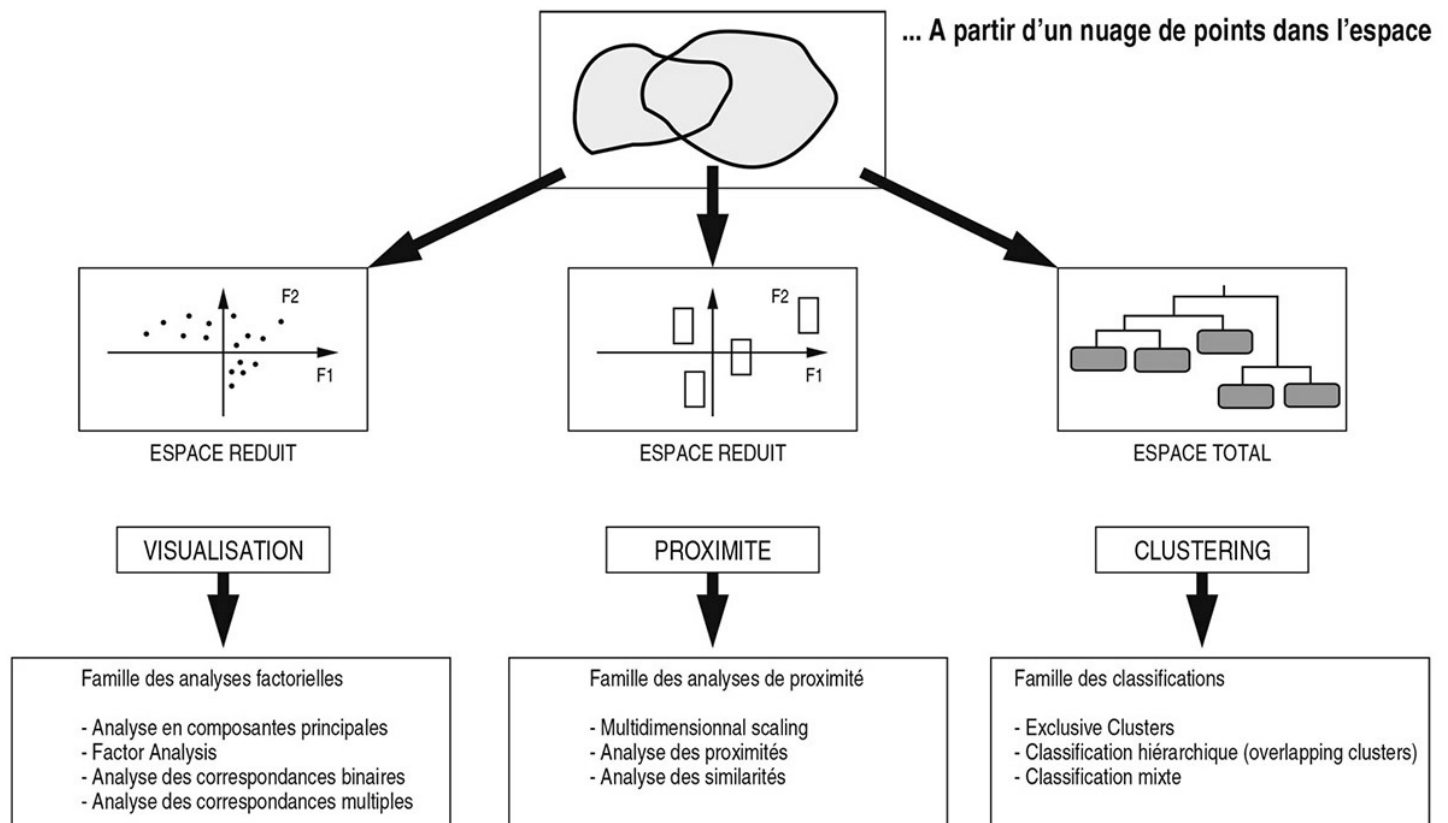 ... A partir d'un nuage de points dans l'espace
F2
F1
ESPACE REDUIT
F2
F1
ESPACE REDUIT
ESPACE TOTAL
VISUALISATION
Famille des analyses factorielles
- Analyse en composantes principales
- Factor Analysis
- Analyse des correspondances binaires
- Analyse des correspondances multiples
PROXIMITE
Famille des analyses de proximité
- Multidimensionnal scaling
- Analyse des proximités
- Analyse des similarités
CLUSTERING
Famille des classifications
- Exclusive Clusters
- Classification hiérarchique (overlapping clusters)
- Classification mixte